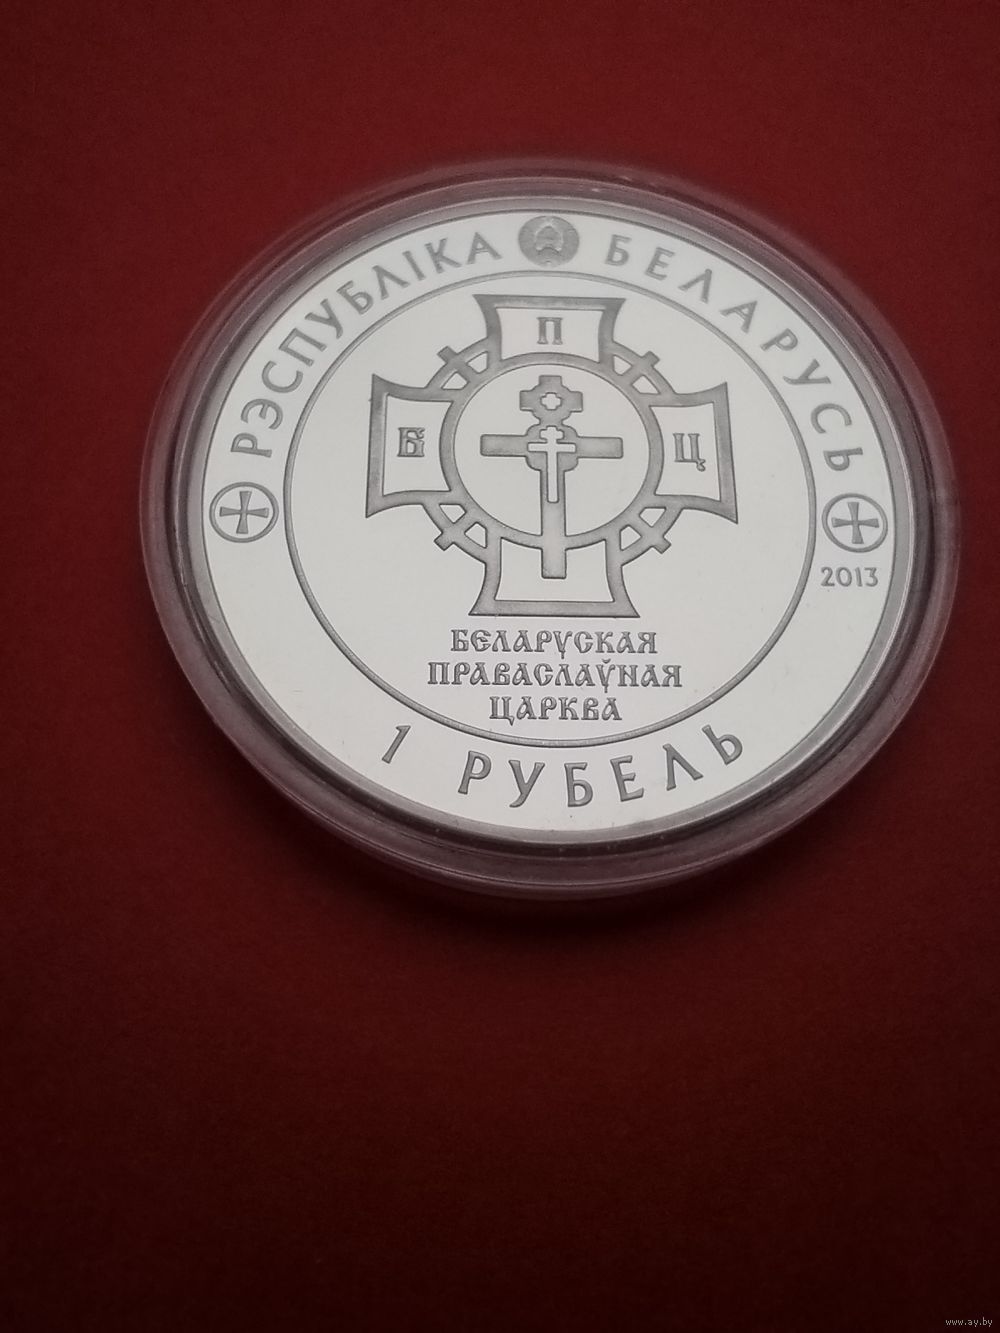 РЭСПУБЛІКА БЕЛАРУСЬ
П
Б Ц
2013
БЕЛАРУСКАЯ
ПРАВАСЛАЎНАЯ
ЦАРКВА
1 РУБЕЛЬ
www.ay.by